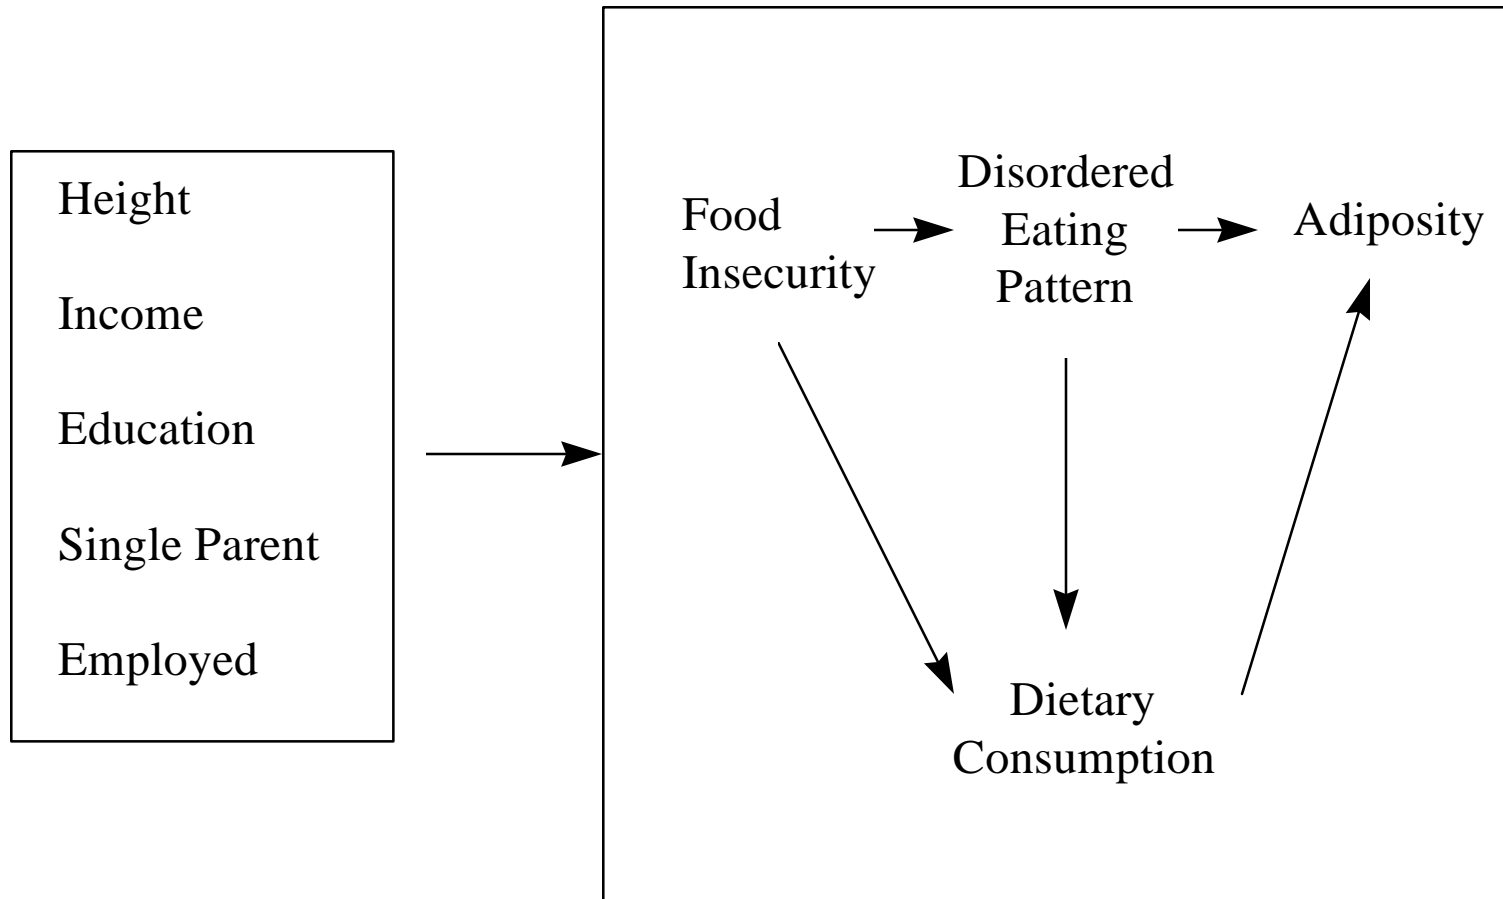 Height
Income
Education
Single Parent
Employed
Food
Insecurity
Disordered
Eating
Pattern
Adiposity
Dietary
Consumption